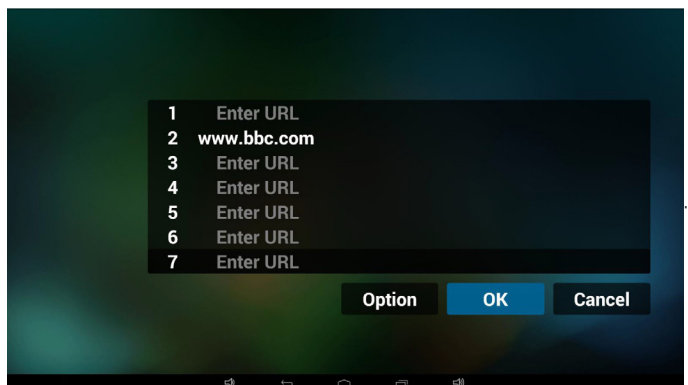 1 Enter URL
2 www.bbc.com
3 Enter URL
4 Enter URL
5 Enter URL
6 Enter URL
7 Enter URL
Option OK Cancel